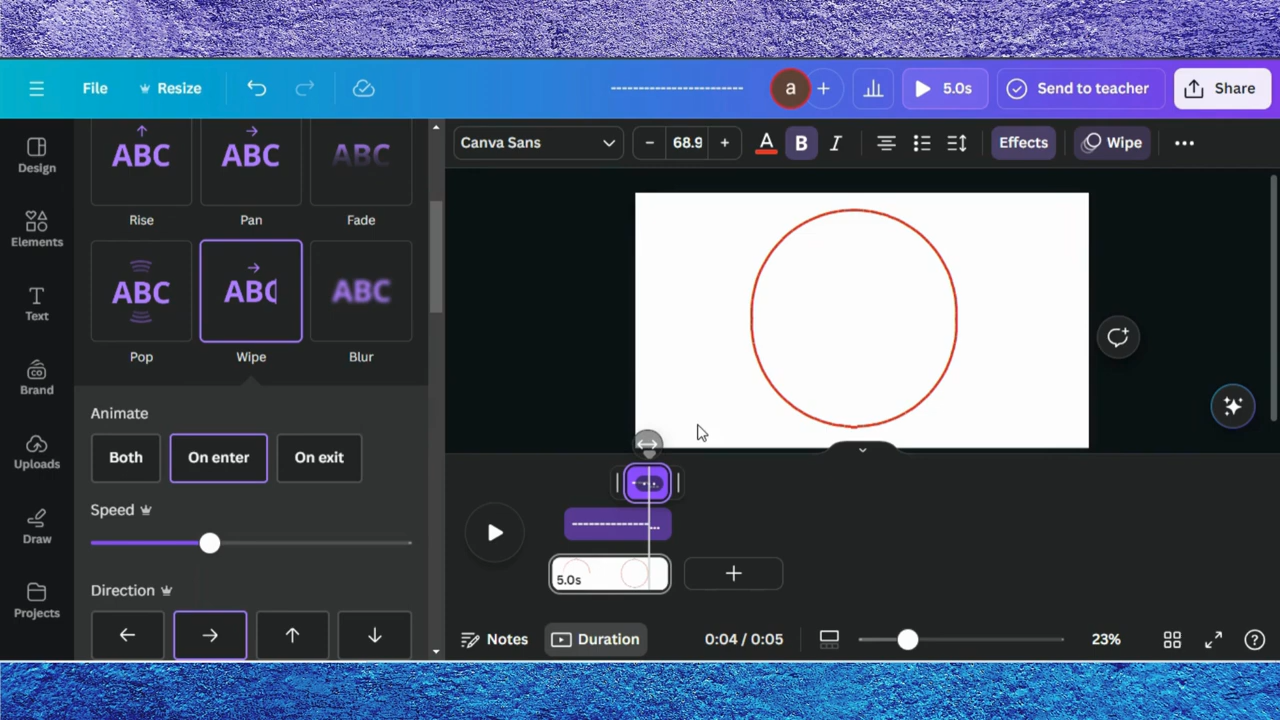 File
Resize
------------------
a
5.0s
Send to teacher
Share
Design
Elements
Text
Brand
Uploads
Draw
Projects
ABC
ABC
ABC
Rise
Pan
Fade
ABC
ABC
ABC
Pop
Wipe
Blur
Animate
Both
On enter
On exit
Speed
Direction
Canva Sans
68.9
A
B
I
Effects
Wipe
5.0s
Notes
Duration
0:04 / 0:05
23%